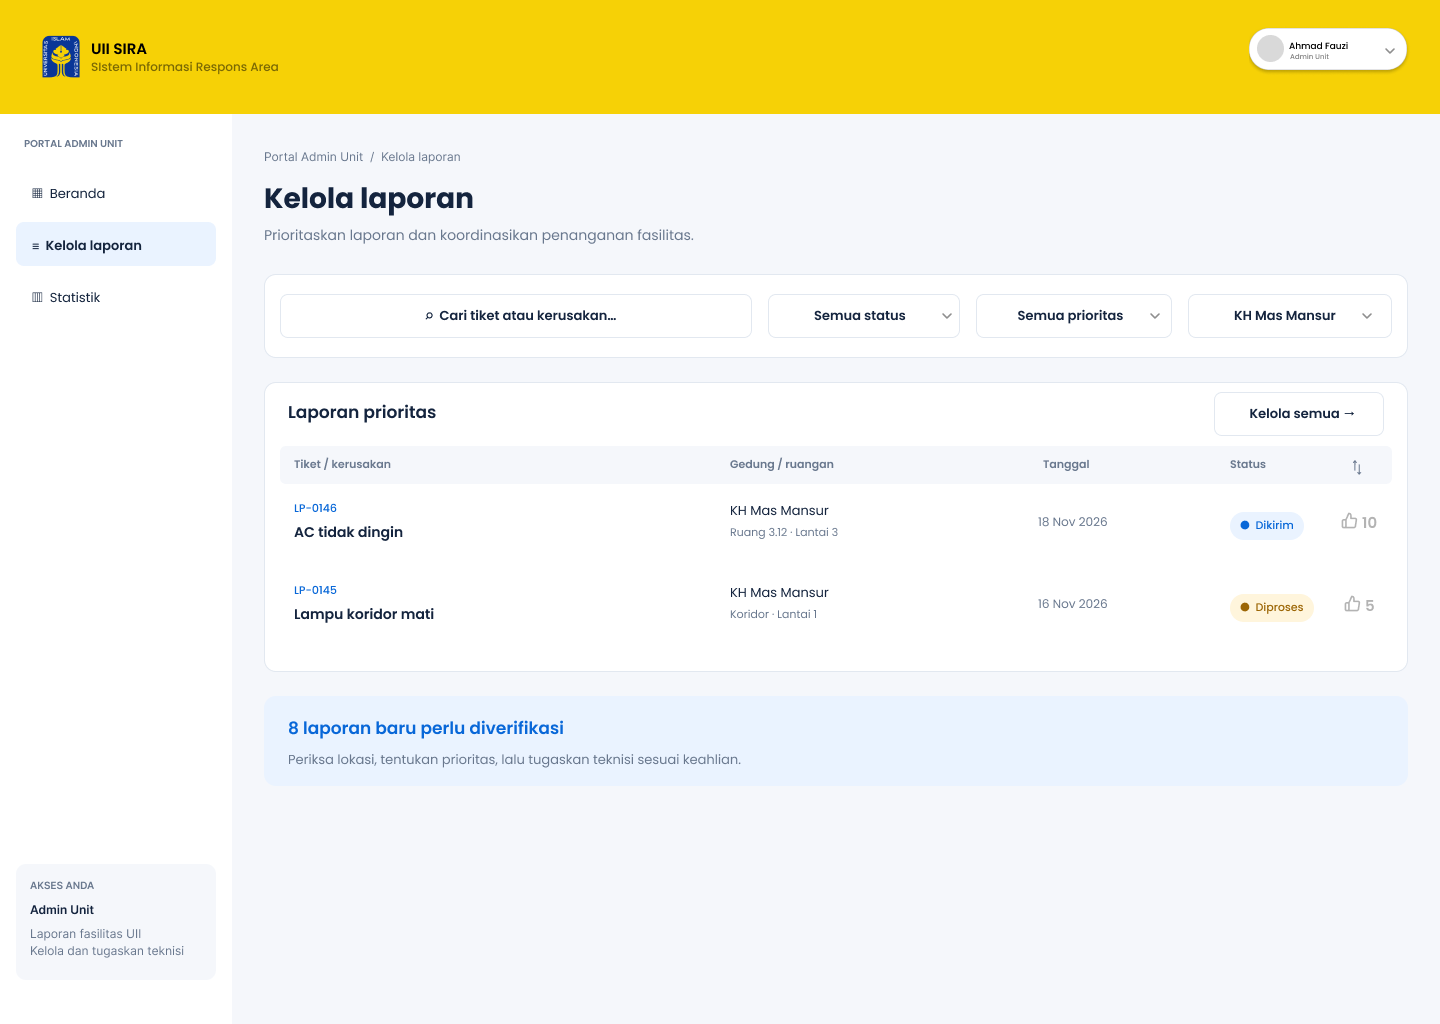 UNIVERSITAS ISLAM INDONESIA
UII SIRA
SIstem Informasi Respons Area
Ahmad Fauzi
Admin Unit
PORTAL ADMIN UNIT
Beranda
Kelola laporan
Statistik
AKSES ANDA
Admin Unit
Laporan fasilitas UII
Kelola dan tugaskan teknisi
Portal Admin Unit / Kelola laporan
Kelola laporan
Prioritaskan laporan dan koordinasikan penanganan fasilitas.
Cari tiket atau kerusakan...
Semua status
Semua prioritas
KH Mas Mansur
Laporan prioritas
Kelola semua →
Tiket / kerusakan
Gedung / ruangan
Tanggal
Status
LP-0146
AC tidak dingin
KH Mas Mansur
Ruang 3.12 · Lantai 3
18 Nov 2026
Dikirim
10
LP-0145
Lampu koridor mati
KH Mas Mansur
Koridor · Lantai 1
16 Nov 2026
Diproses
5
8 laporan baru perlu diverifikasi
Periksa lokasi, tentukan prioritas, lalu tugaskan teknisi sesuai keahlian.